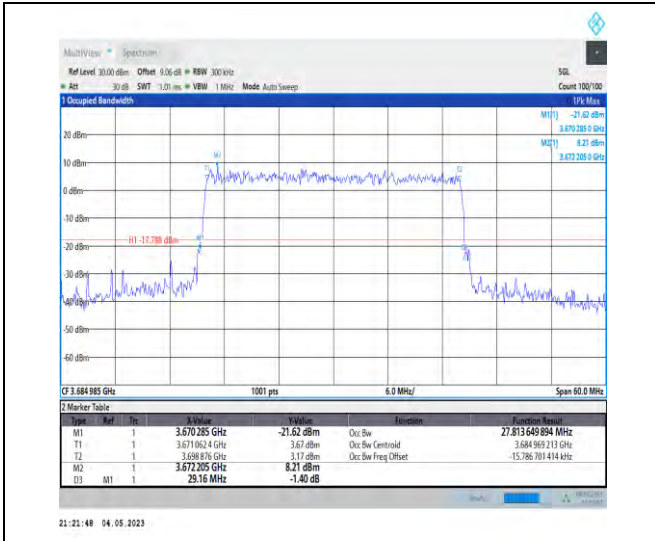 MultiView Spectrum
Ref Level 30.00 dBm Offset 9.06 dB RBW 300 kHz SGL
Att 30 dB SWT 1.01 ms VBW 1 MHz Mode Auto Sweep Count 100/100
1 Occupied Bandwidth 1Pk Max
M1[1] -21.62 dBm
3.670 285 0 GHz
M2[1] 8.21 dBm
3.672 205 0 GHz
20 dBm
M2
T1 T2
10 dBm
0 dBm
-10 dBm
H1 -17.788 dBm
-20 dBm
-30 dBm
-40 dBm
-50 dBm
-60 dBm
CF 3.684 985 GHz 1001 pts 6.0 MHz/ Span 60.0 MHz
2 Marker Table
Type Ref Trc X-Value Y-Value Function Function Result
M1 1 3.670 285 GHz -21.62 dBm Occ Bw 27.813 649 894 MHz
T1 1 3.671 062 4 GHz 3.67 dBm Occ Bw Centroid 3.684 969 213 GHz
T2 1 3.698 876 GHz 3.17 dBm Occ Bw Freq Offset -15.786 701 414 kHz
M2 1 3.672 205 GHz 8.21 dBm
D3 M1 1 29.16 MHz -1.40 dB
21:21:48 04.05.2023